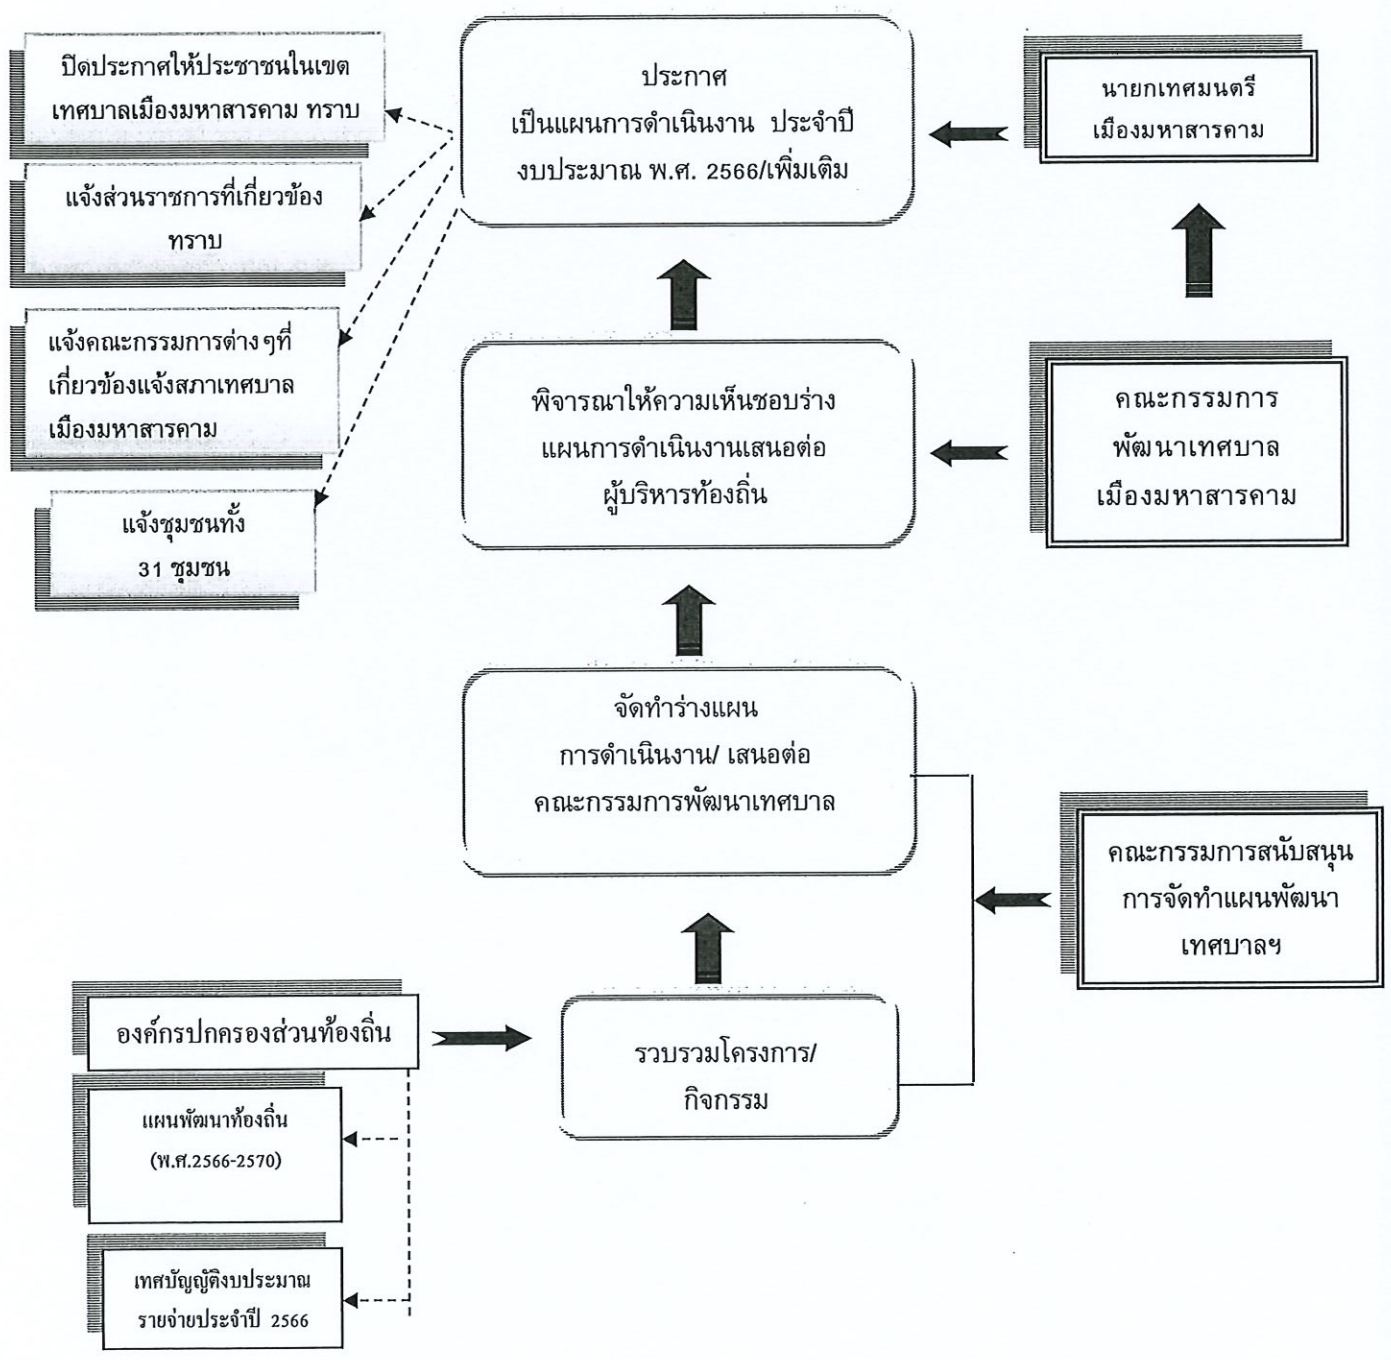 ปิดประกาศให้ประชาชนในเขต
เทศบาลเมืองมหาสารคาม ทราบ
แจ้งส่วนราชการที่เกี่ยวข้อง
ทราบ
แจ้งคณะกรรมการต่าง ๆที่
เกี่ยวข้องแจ้งสภาเทศบาล
เมืองมหาสารคาม
แจ้งชุมชนทั้ง
31 ชุมชน
ประกาศ
เป็นแผนการดำเนินงาน ประจำปี
งบประมาณ พ.ศ. 2566/เพิ่มเติม
นายกเทศมนตรี
เมืองมหาสารคาม
พิจารณาให้ความเห็นชอบร่าง
แผนการดำเนินงานเสนอต่อ
ผู้บริหารท้องถิ่น
คณะกรรมการ
พัฒนาเทศบาล
เมืองมหาสารคาม
จัดทำร่างแผน
การดำเนินงาน/ เสนอต่อ
คณะกรรมการพัฒนาเทศบาล
คณะกรรมการสนับสนุน
การจัดทำแผนพัฒนา
เทศบาลฯ
องค์กรปกครองส่วนท้องถิ่น
รวบรวมโครงการ/
กิจกรรม
แผนพัฒนาท้องถิ่น
(พ.ศ.2566-2570)
เทศบัญญัติงบประมาณ
รายจ่ายประจำปี 2566